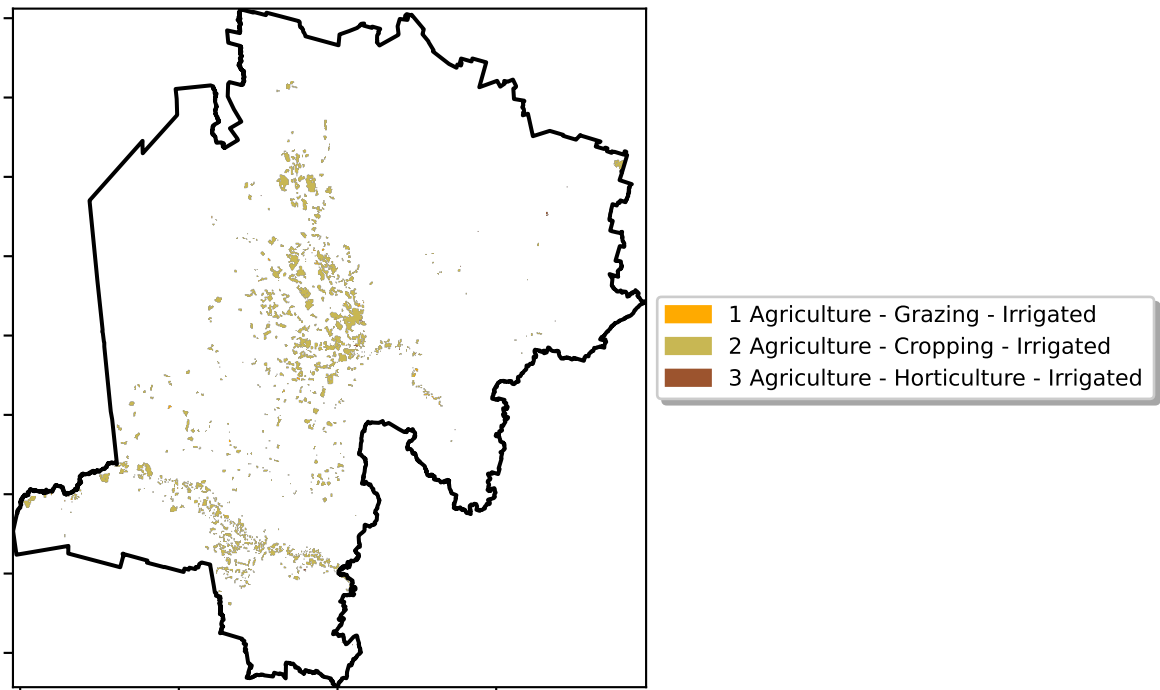 1 Agriculture - Grazing - Irrigated
2 Agriculture - Cropping - Irrigated
3 Agriculture - Horticulture - Irrigated